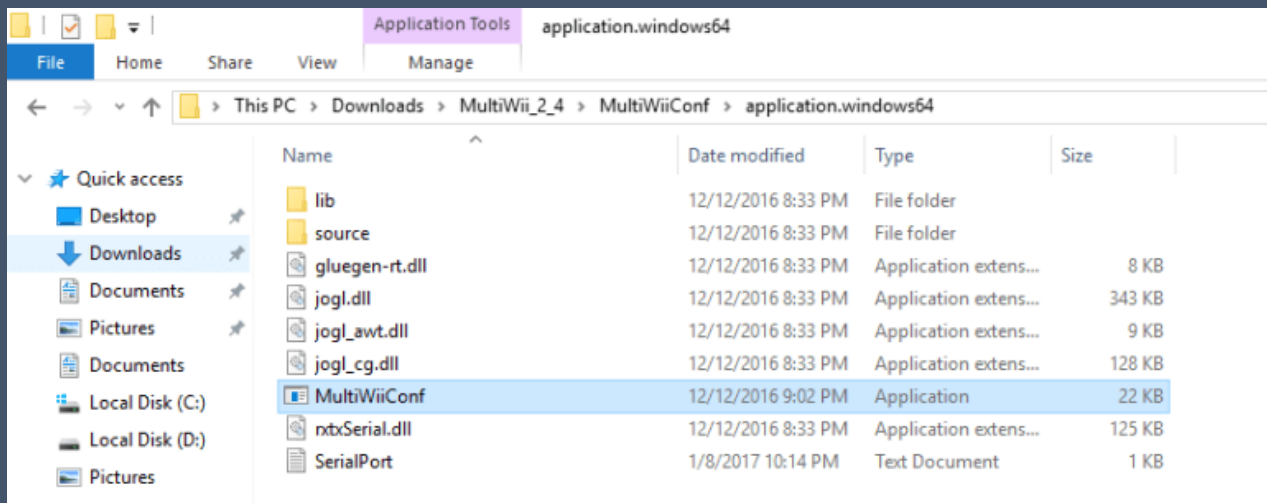 Application Tools application.windows64
File Home Share View Manage
This PC > Downloads > MultiWii_2_4 > MultiWiiConf > application.windows64
Name Date modified Type Size
Quick access
Desktop
Downloads
Documents
Pictures
Documents
Local Disk (C:)
Local Disk (D:)
Pictures
lib 12/12/2016 8:33 PM File folder
source 12/12/2016 8:33 PM File folder
gluegen-rt.dll 12/12/2016 8:33 PM Application extens... 8 KB
jogl.dll 12/12/2016 8:33 PM Application extens... 343 KB
jogl_awt.dll 12/12/2016 8:33 PM Application extens... 9 KB
jogl_cg.dll 12/12/2016 8:33 PM Application extens... 128 KB
MultiWiiConf 12/12/2016 9:02 PM Application 22 KB
rxtxSerial.dll 12/12/2016 8:33 PM Application extens... 125 KB
SerialPort 1/8/2017 10:14 PM Text Document 1 KB